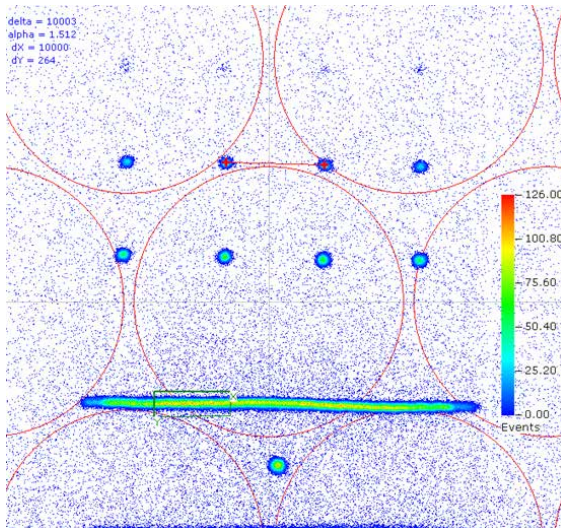 delta = 10003
alpha = 1.512
dX = 10000
dY = 264
126.00
100.80
75.60
50.40
25.20
0.00
Events